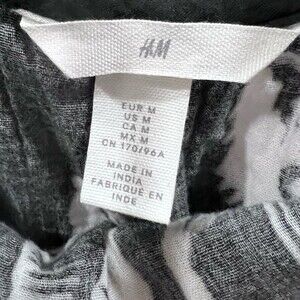 H&M
EUR M
US M
CA M
MX M
CN 170/96A
MADE IN
INDIA
FABRIQUE EN
INDE